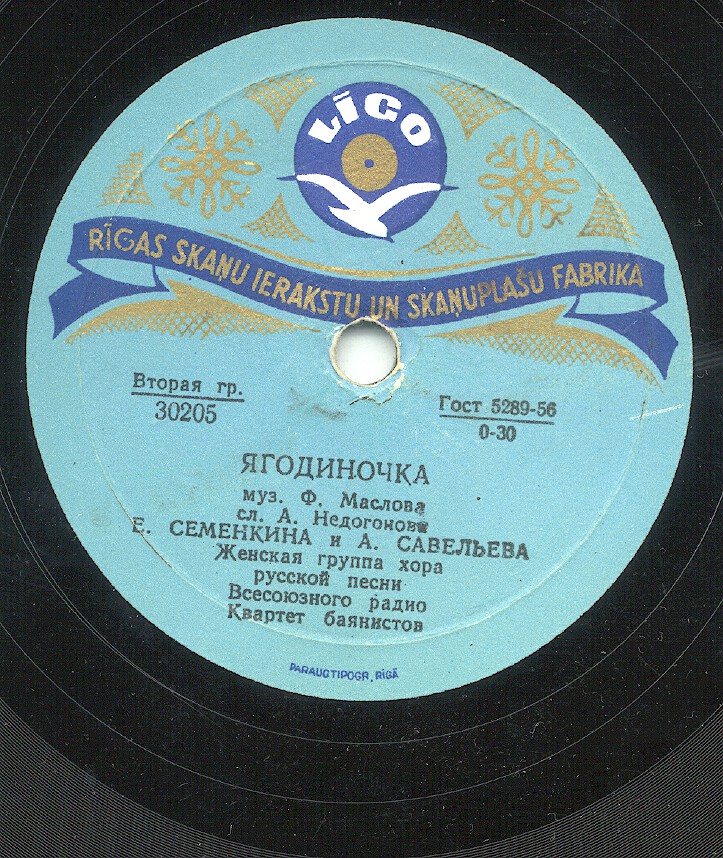 LĪGO
RĪGAS SKAŅU IERAKSTU UN SKAŅUPLAŠU FABRIKA
Вторая гр.
30205
Гост 5289-56
0-30
ЯГОДИНОЧКА
муз. Ф. Маслова
сл. А. Недогонова
Е. СЕМЕНКИНА и А. САВЕЛЬЕВА
Женская группа хора
русской песни
Всесоюзного радио
Квартет баянистов
PARAUGTIPOGR. RĪGĀ